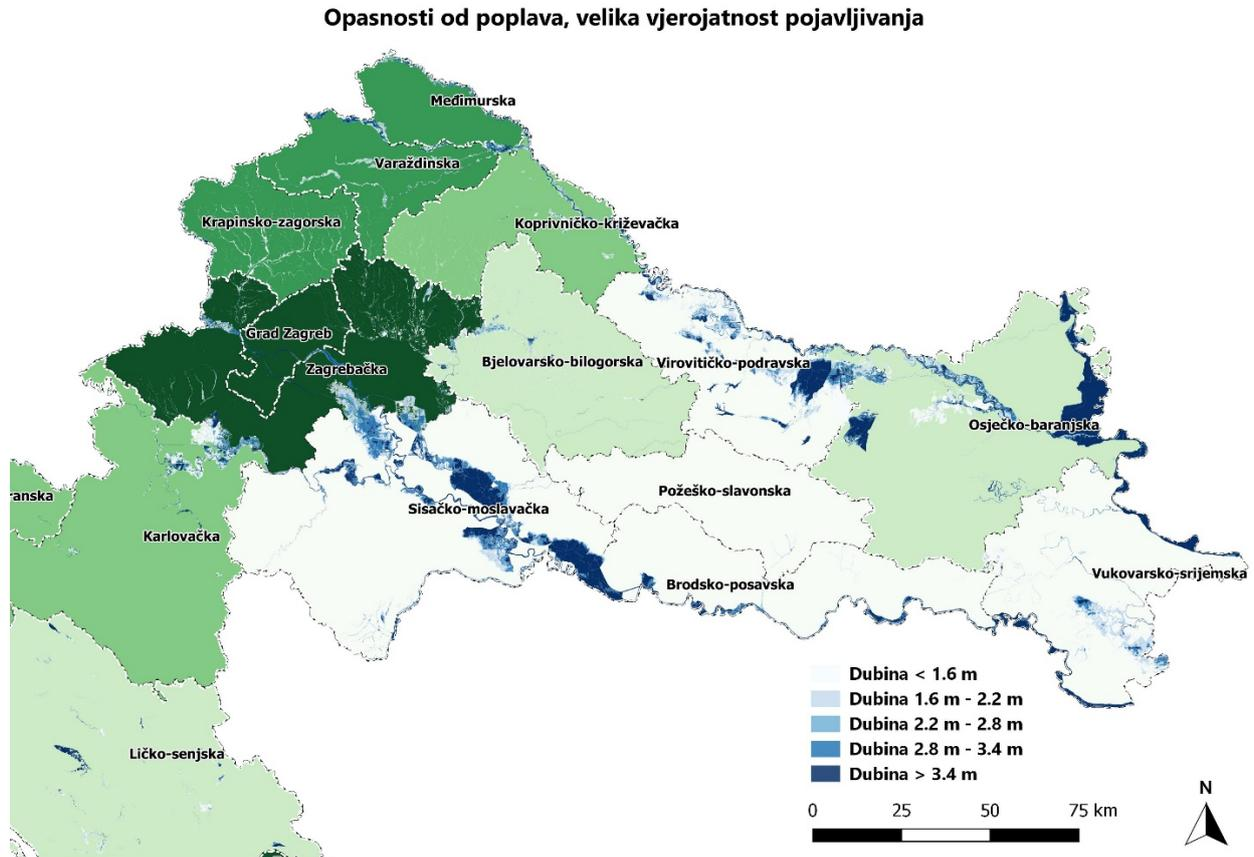 Opasnosti od poplava, velika vjerojatnost pojavljivanja
Međimurska
Varaždinska
Krapinsko-zagorska
Koprivničko-križevačka
Grad Zagreb
Zagrebačka
Bjelovarsko-bilogorska
Virovitičko-podravska
Osječko-baranjska
ranska
Požeško-slavonska
Sisačko-moslavačka
Karlovačka
Vukovarsko-srijemska
Brodsko-posavska
Ličko-senjska
Dubina < 1.6 m
Dubina 1.6 m - 2.2 m
Dubina 2.2 m - 2.8 m
Dubina 2.8 m - 3.4 m
Dubina > 3.4 m
N
0 25 50 75 km